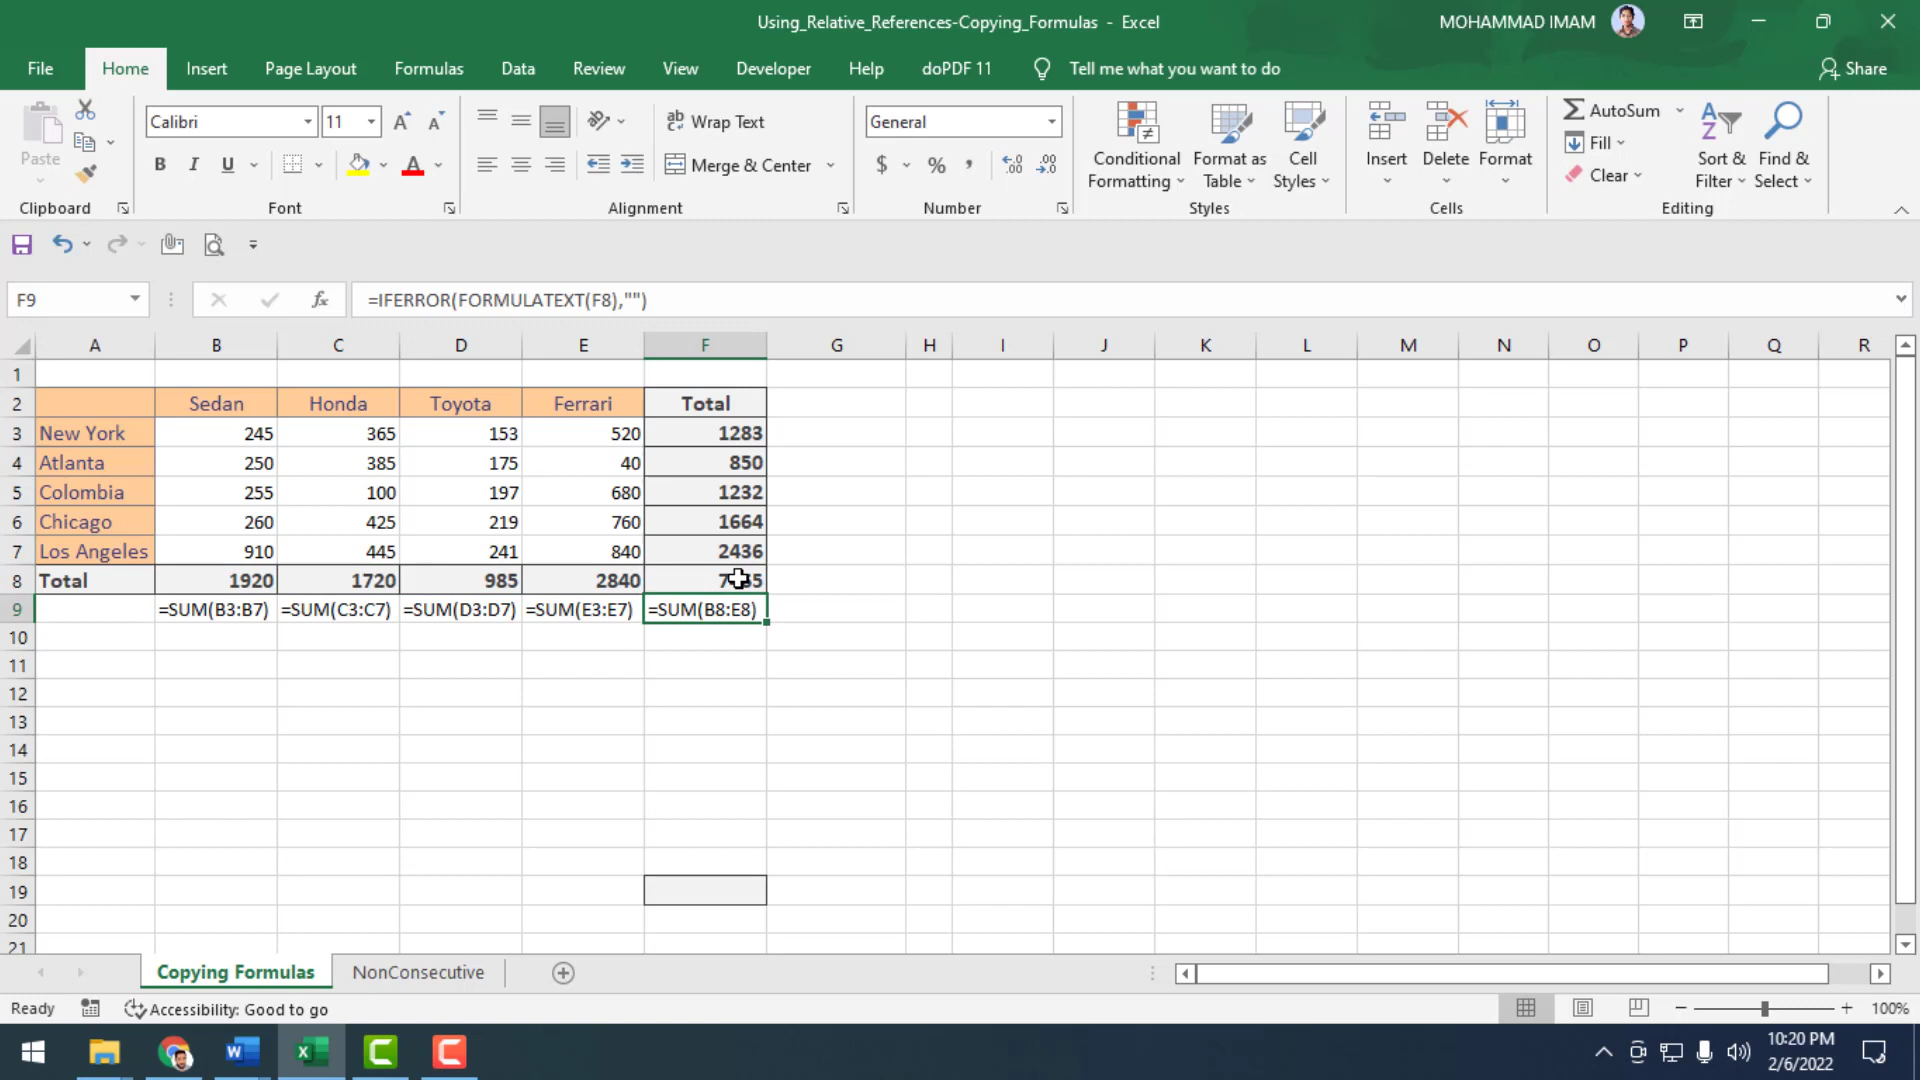 Using_Relative_References-Copying_Formulas - Excel
MOHAMMAD IMAM
File Home Insert Page Layout Formulas Data Review View Developer Help doPDF 11 Tell me what you want to do Share
Paste
Calibri 11
B I U
Wrap Text
Merge & Center
General
$ % ,
Conditional Formatting
Format as Table
Cell Styles
Insert Delete Format
AutoSum
Fill
Clear
Sort & Filter
Find & Select
Clipboard Font Alignment Number Styles Cells Editing
F9 fx =IFERROR(FORMULATEXT(F8),"")
A B C D E F G H I J K L M N O P Q R
1
2 Sedan Honda Toyota Ferrari Total
3 New York 245 365 153 520 1283
4 Atlanta 250 385 175 40 850
5 Colombia 255 100 197 680 1232
6 Chicago 260 425 219 760 1664
7 Los Angeles 910 445 241 840 2436
8 Total 1920 1720 985 2840
9 =SUM(B3:B7) =SUM(C3:C7) =SUM(D3:D7) =SUM(E3:E7) =SUM(B8:E8)
10
11
12
13
14
15
16
17
18
19
20
21
Copying Formulas NonConsecutive
Ready Accessibility: Good to go 100%
10:20 PM
2/6/2022